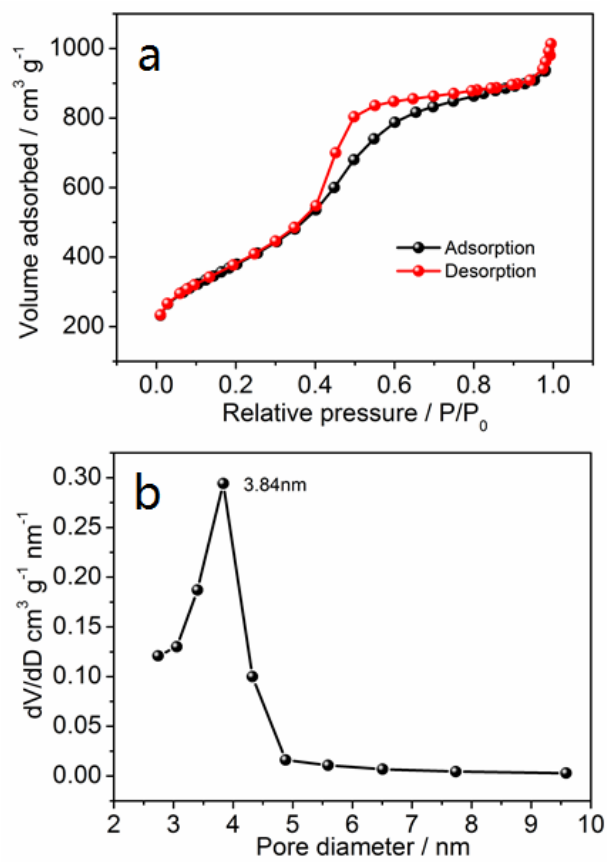 a
Volume adsorbed / cm³ g⁻¹
1000
800
600
400
200
Adsorption
Desorption
0.0 0.2 0.4 0.6 0.8 1.0
Relative pressure / P/P₀
b
3.84nm
dV/dD cm³ g⁻¹ nm⁻¹
0.30
0.25
0.20
0.15
0.10
0.05
0.00
2 3 4 5 6 7 8 9 10
Pore diameter / nm